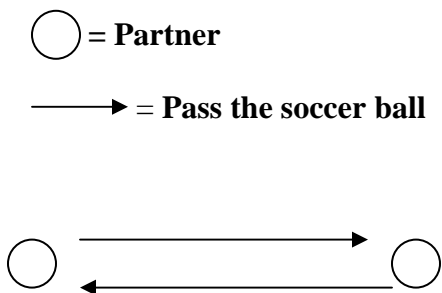 = Partner
= Pass the soccer ball